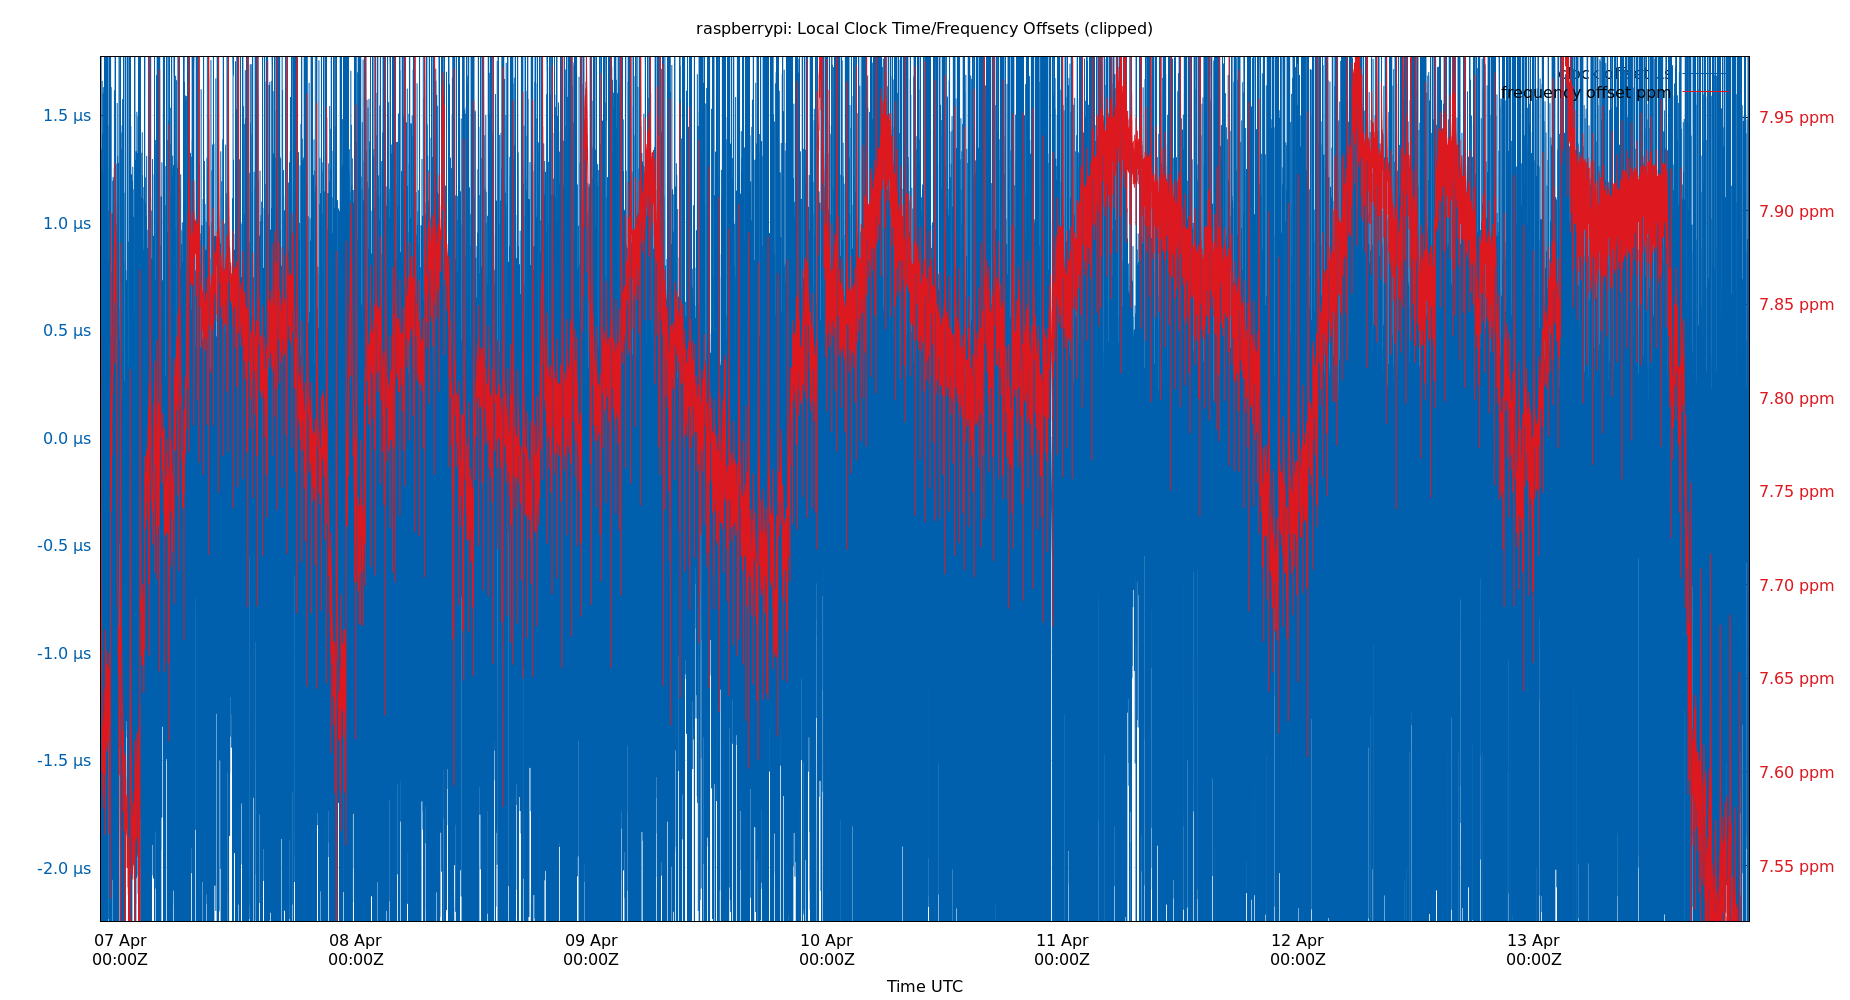 raspberrypi: Local Clock Time/Frequency Offsets (clipped)
clock offset µs
frequency offset ppm
1.5 µs
1.0 µs
0.5 µs
0.0 µs
-0.5 µs
-1.0 µs
-1.5 µs
-2.0 µs
7.95 ppm
7.90 ppm
7.85 ppm
7.80 ppm
7.75 ppm
7.70 ppm
7.65 ppm
7.60 ppm
7.55 ppm
07 Apr
00:00Z
08 Apr
00:00Z
09 Apr
00:00Z
10 Apr
00:00Z
11 Apr
00:00Z
12 Apr
00:00Z
13 Apr
00:00Z
Time UTC